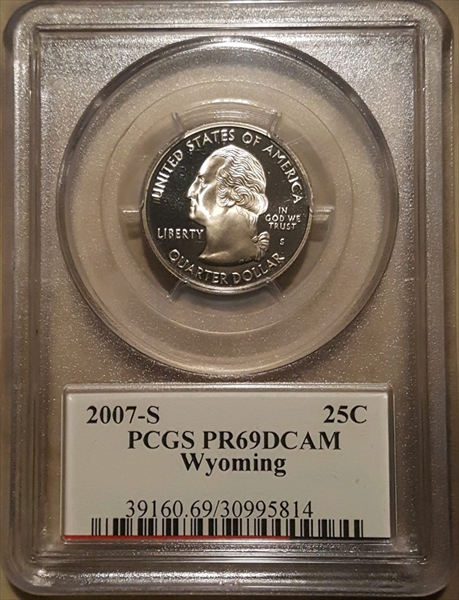 UNITED STATES OF AMERICA
LIBERTY
IN
GOD WE
TRUST
S
QUARTER DOLLAR
2007-S 25C
PCGS PR69DCAM
Wyoming
39160.69/30995814